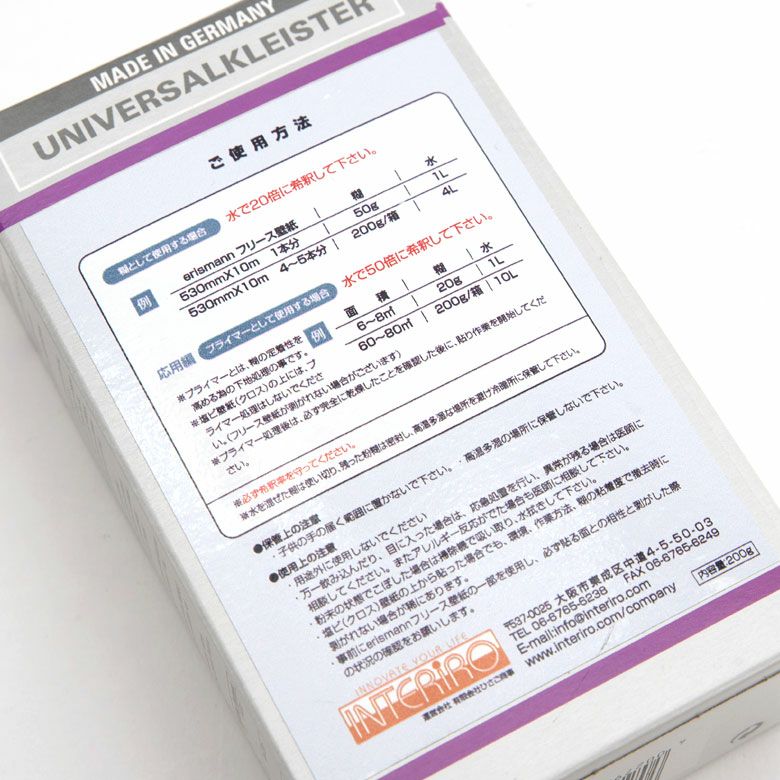 MADE IN GERMANY
UNIVERSALKLEISTER
ご使用方法
糊として使用する場合 水で20倍に希釈して下さい。
例 erismann フリース壁紙 糊 水
530mmX10m 1本分 50g 1L
530mmX10m 4〜5本分 200g/箱 4L
応用編 プライマーとして使用する場合 水で50倍に希釈して下さい。
例 面積 糊 水
6〜8㎡ 20g 1L
60〜80㎡ 200g/箱 10L
※プライマーとは、糊の定着性を
高める為の下地処理の事です。
※塩ビ壁紙(クロス)の上には、プ
ライマー処理はしないでくださ
い。(フリース壁紙が剥がれない場合がございます)
※プライマー処理後は、必ず完全に乾燥したことを確認した後に、貼り作業を開始してくだ
さい。
※必ず希釈率を守ってください。
※水を混ぜた糊は使い切り、残った粉糊は密封し、高温多湿な場所を避け冷暗所に保管して下さい。
●保管上の注意
・子供の手の届く範囲に置かないで下さい。・高温多湿の場所に保管しないで下さい。
●使用上の注意
・用途外に使用しないでください
・万一飲み込んだり、目に入った場合は、応急処置を行い、異常が残る場合は医師に
相談してください。またアレルギー反応がでた場合も医師に相談して下さい。
・粉末の状態でこぼした場合は掃除機で吸い取り、水拭きして下さい。
・塩ビ(クロス)壁紙の上から貼った場合でも、環境、作業方法、糊の粘着度で撤去時に
剥がれない場合が稀にあります。
・事前にerismannフリース壁紙の一部を使用し、必ず貼る面との相性と剥がした際
の状況の確認をお願いします。
INNOVATE YOUR LIFE
INTERIRO
運営会社 有限会社ひさご商事
〒537-0025 大阪市東成区中道4-5-50-03
TEL 06-6765-6238 FAX 06-6765-6249
E-mail:info@interiro.com
www.interiro.com/company
内容量:200g